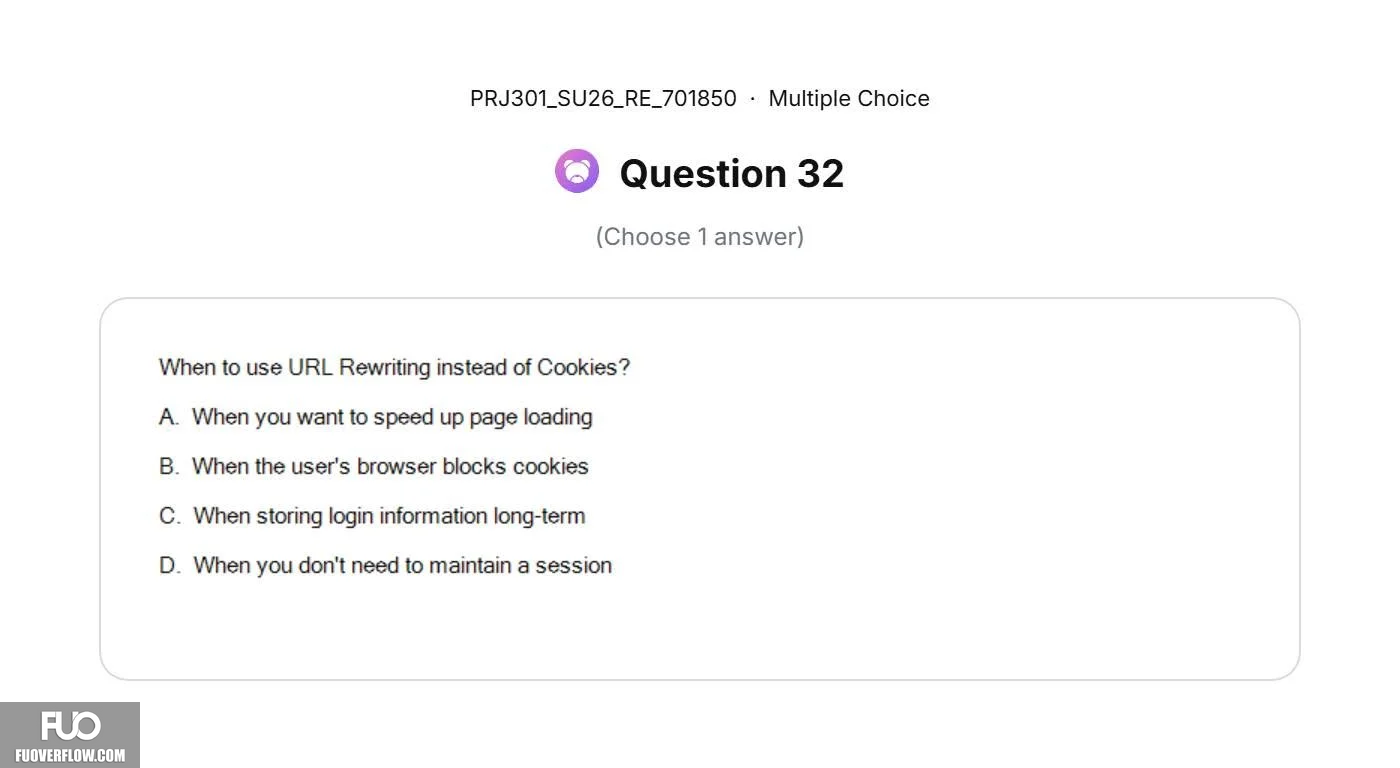 PRJ301_SU26_RE_701850 · Multiple Choice
Question 32
(Choose 1 answer)
When to use URL Rewriting instead of Cookies?
A. When you want to speed up page loading
B. When the user's browser blocks cookies
C. When storing login information long-term
D. When you don't need to maintain a session
FUO
FUOVERFLOW.COM